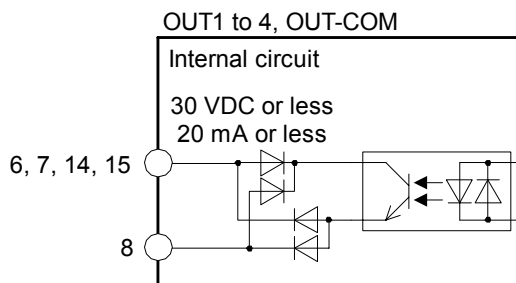 OUT1 to 4, OUT-COM
Internal circuit
30 VDC or less
20 mA or less
6, 7, 14, 15
8